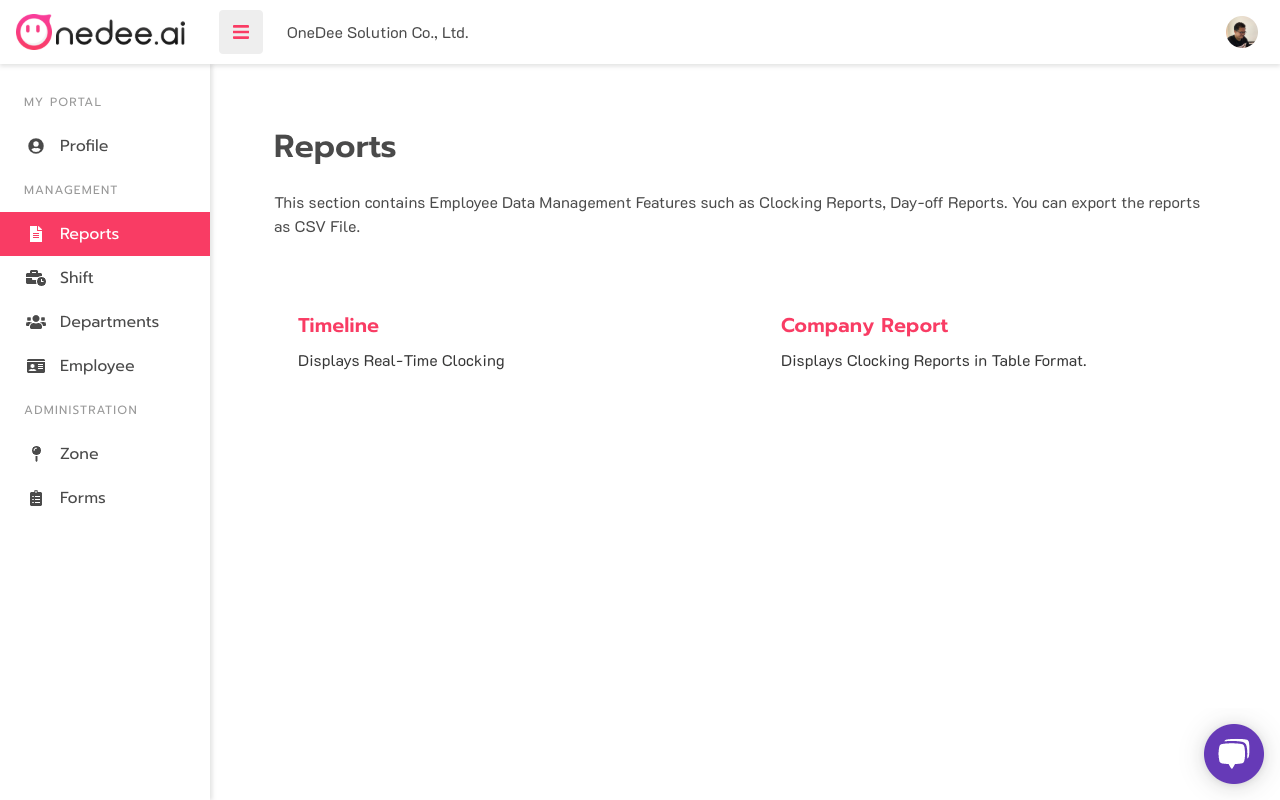 Onedee.ai
OneDee Solution Co., Ltd.
MY PORTAL
Profile
MANAGEMENT
Reports
Shift
Departments
Employee
ADMINISTRATION
Zone
Forms
Reports
This section contains Employee Data Management Features such as Clocking Reports, Day-off Reports. You can export the reports
as CSV File.
Timeline
Displays Real-Time Clocking
Company Report
Displays Clocking Reports in Table Format.